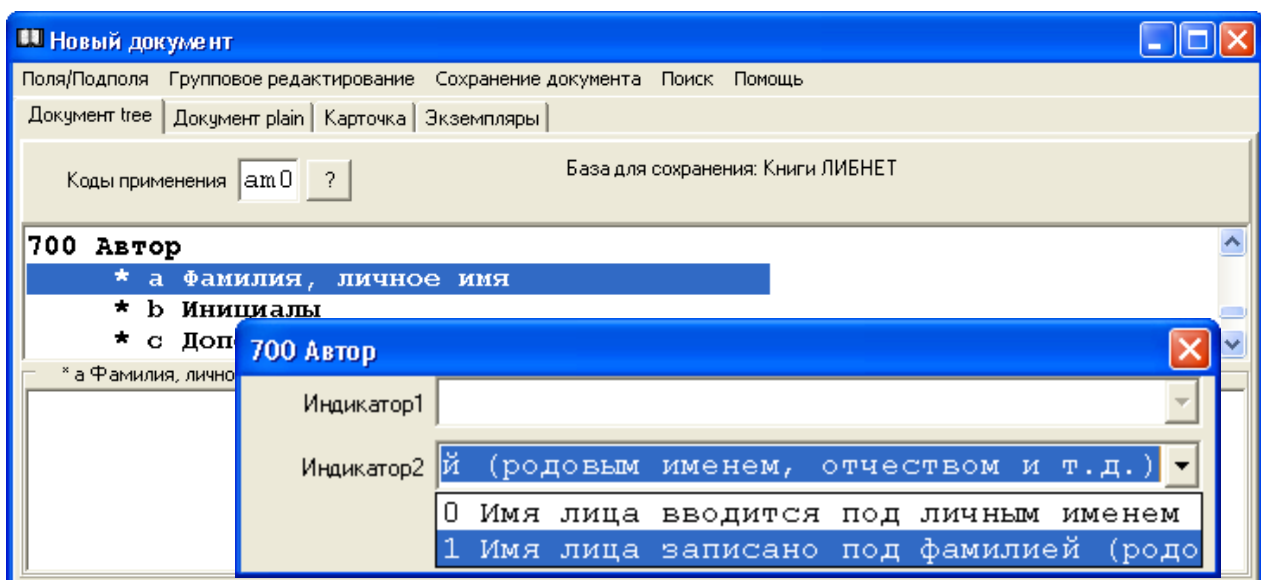 Новый документ
Поля/Подполя Групповое редактирование Сохранение документа Поиск Помощь
Документ tree Документ plain Карточка Экземпляры
Коды применения am0 ? База для сохранения: Книги ЛИБНЕТ
700 Автор
* a Фамилия, личное имя
* b Инициалы
* c Доп
700 Автор
* a Фамилия, лично
Индикатор1
Индикатор2 й (родовым именем, отчеством и т.д.)
0 Имя лица вводится под личным именем
1 Имя лица записано под фамилией (родо